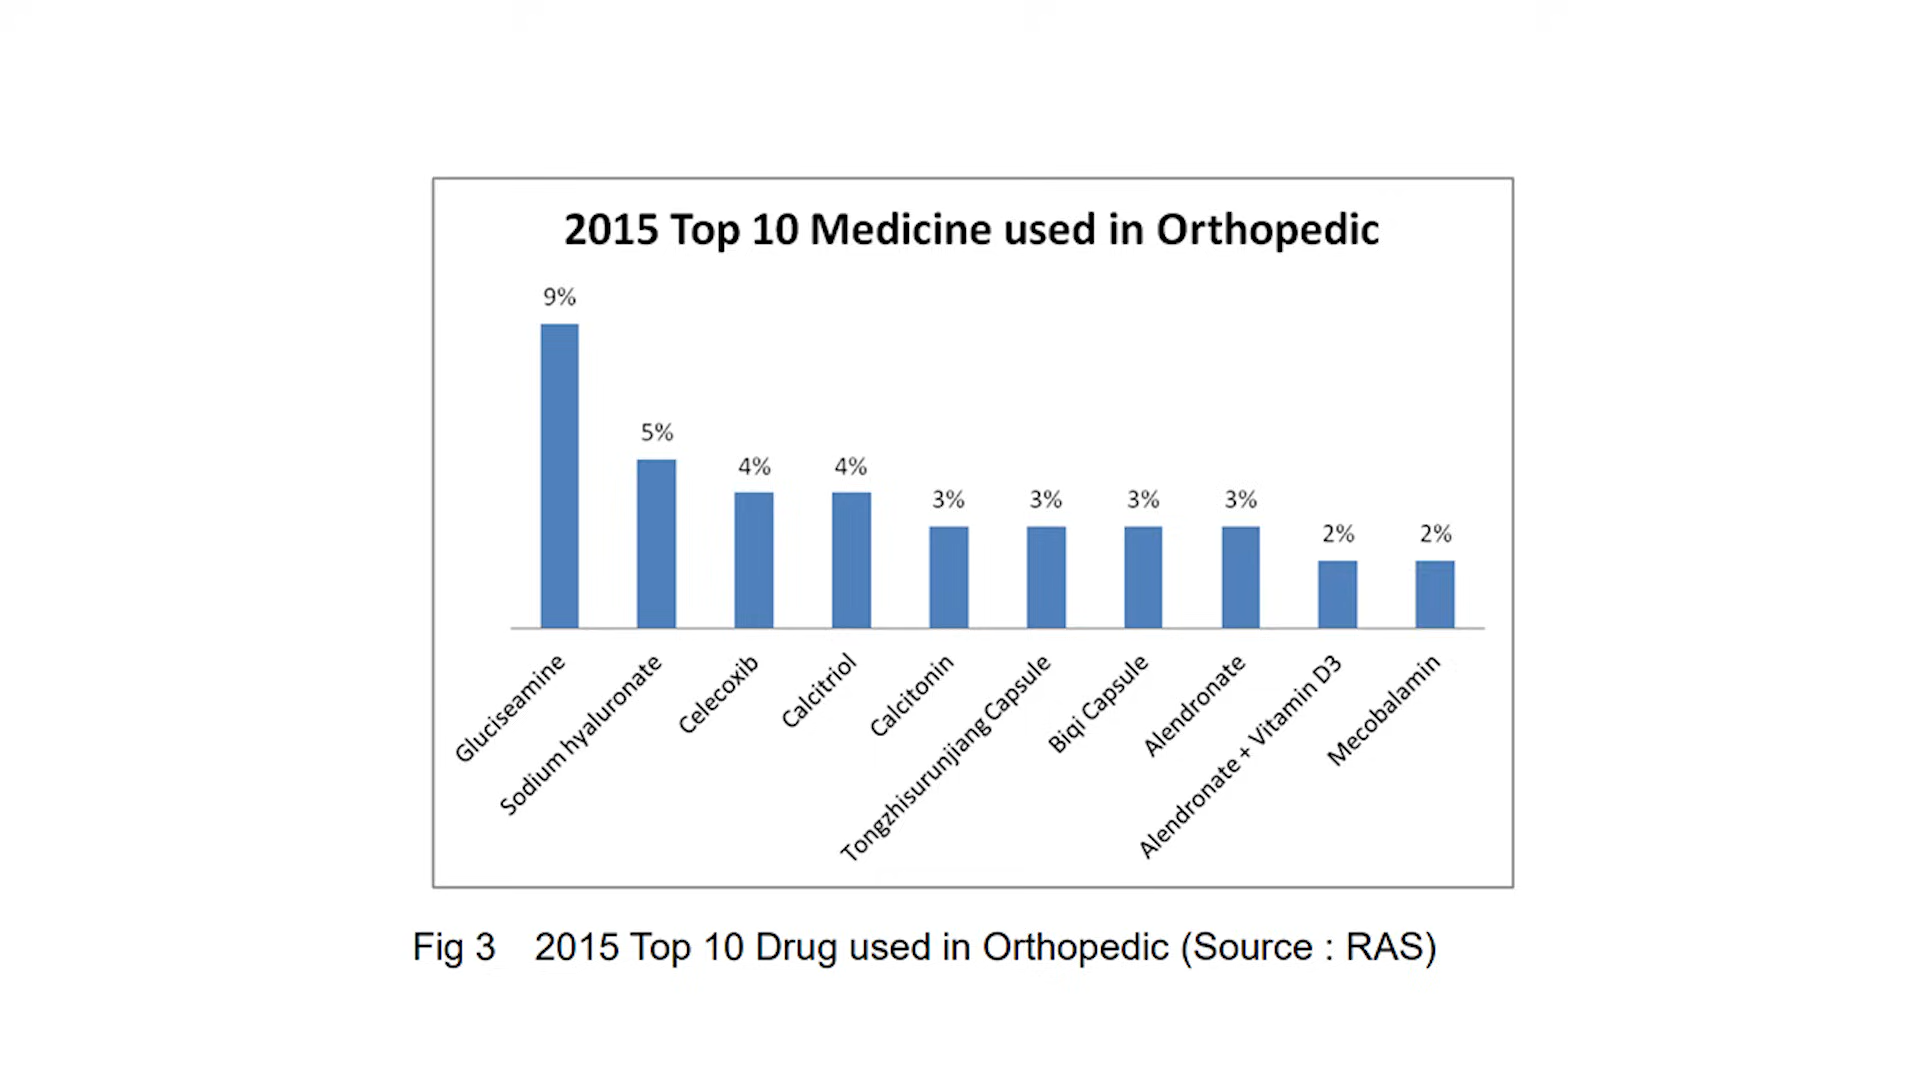 2015 Top 10 Medicine used in Orthopedic
9%
5%
4%
4%
3%
3%
3%
3%
2%
2%
Gluciseamine
Sodium hyaluronate
Celecoxib
Calcitriol
Calcitonin
Tongzhisurunjiang Capsule
Biqi Capsule
Alendronate
Alendronate + Vitamin D3
Mecobalamin
Fig 3 2015 Top 10 Drug used in Orthopedic (Source : RAS)